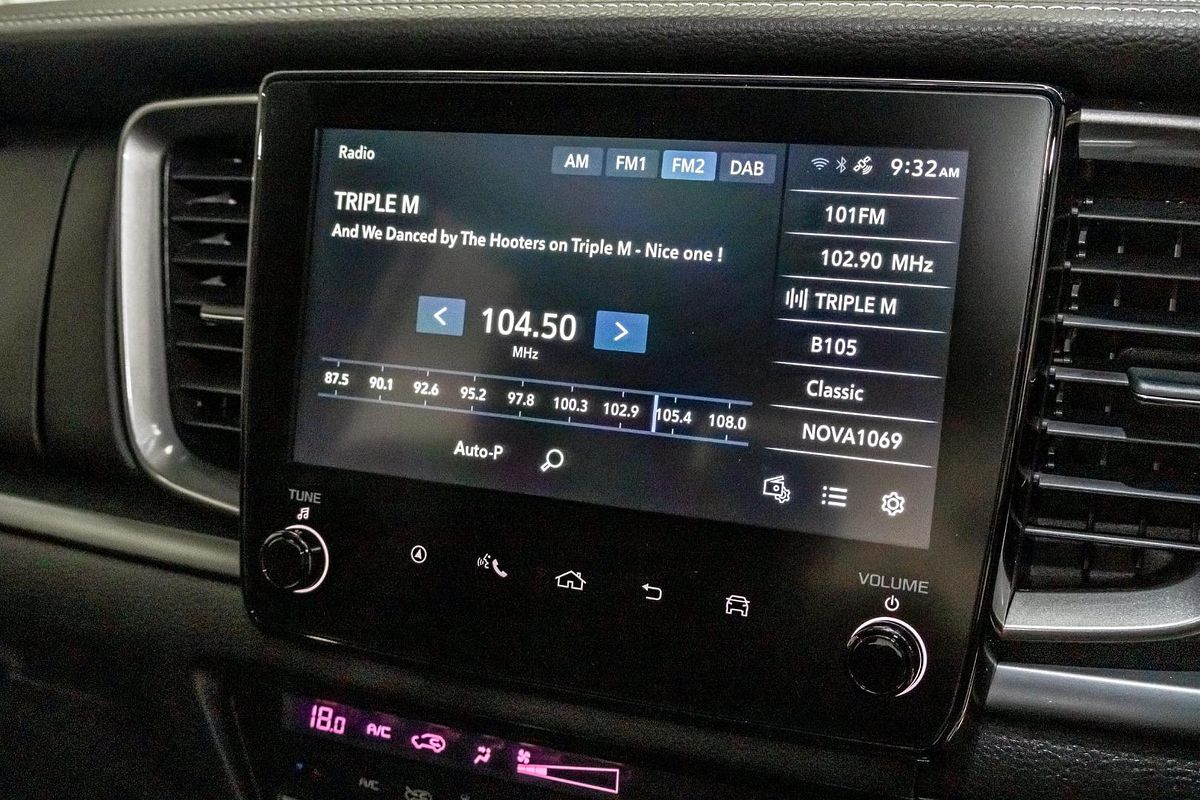 Radio
AM FM1 FM2 DAB
9:32 AM
TRIPLE M
And We Danced by The Hooters on Triple M - Nice one !
104.50
MHz
87.5 90.1 92.6 95.2 97.8 100.3 102.9 105.4 108.0
Auto-P
101FM
102.90 MHz
TRIPLE M
B105
Classic
NOVA1069
TUNE
VOLUME
18.0 A/C
A/C